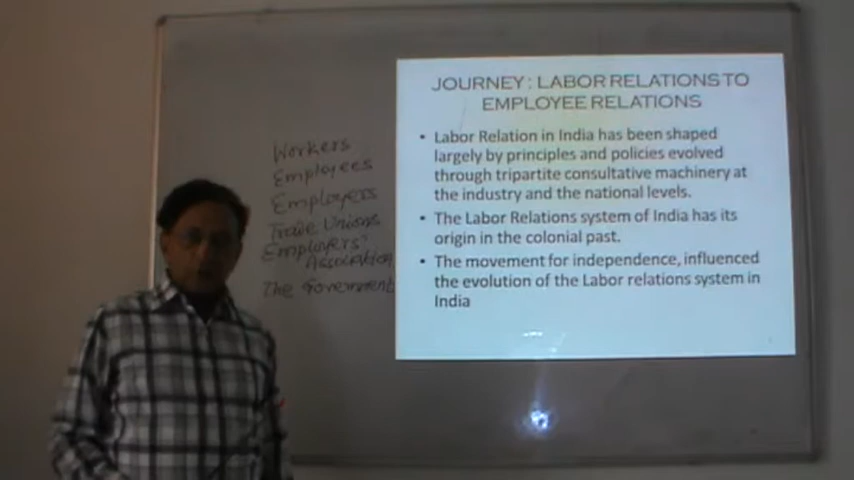 Workers
Employees
Employers
Trade Unions
Employers'
Association
The Government
JOURNEY : LABOR RELATIONS TO
EMPLOYEE RELATIONS
• Labor Relation in India has been shaped
largely by principles and policies evolved
through tripartite consultative machinery at
the industry and the national levels.
• The Labor Relations system of India has its
origin in the colonial past.
• The movement for independence, influenced
the evolution of the Labor relations system in
India